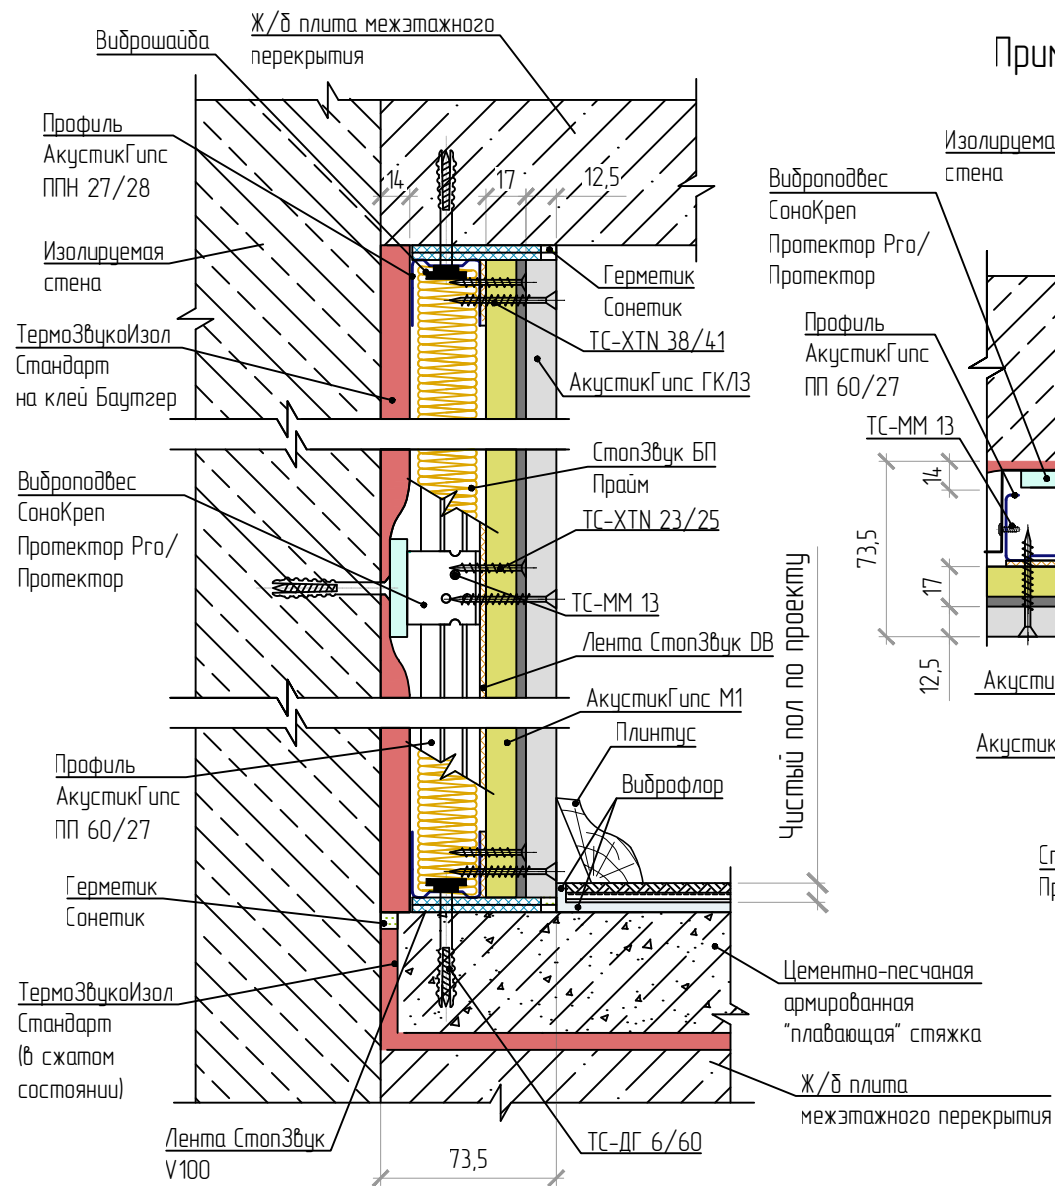 Ж/б плита межэтажного
перекрытия
Виброшайба
Профиль
АкустикГипс
ППН 27/28
Изолируемая
стена
ТермоЗвукоИзол
Стандарт
на клей Баутгер
Виброподвес
СоноКреп
Протектор Pro/
Протектор
Профиль
АкустикГипс
ПП 60/27
Герметик
Сонетик
ТермоЗвукоИзол
Стандарт
(в сжатом
состоянии)
Лента СтопЗвук
V100
14
17
12,5
Герметик
Сонетик
ТС-XTN 38/41
АкустикГипс ГКЛЗ
СтопЗвук БП
Прайм
ТС-XTN 23/25
ТС-ММ 13
Лента СтопЗвук DB
АкустикГипс М1
Плинтус
Виброфлор
Чистый пол по проекту
Цементно-песчаная
армированная
"плавающая" стяжка
Ж/б плита
межэтажного перекрытия
ТС-ДГ 6/60
73,5
Прим
Изолируема
стена
Виброподвес
СоноКреп
Протектор Pro/
Протектор
Профиль
АкустикГипс
ПП 60/27
ТС-ММ 13
14
73,5
17
12,5
Акусти
Акустик
Ст
Пр